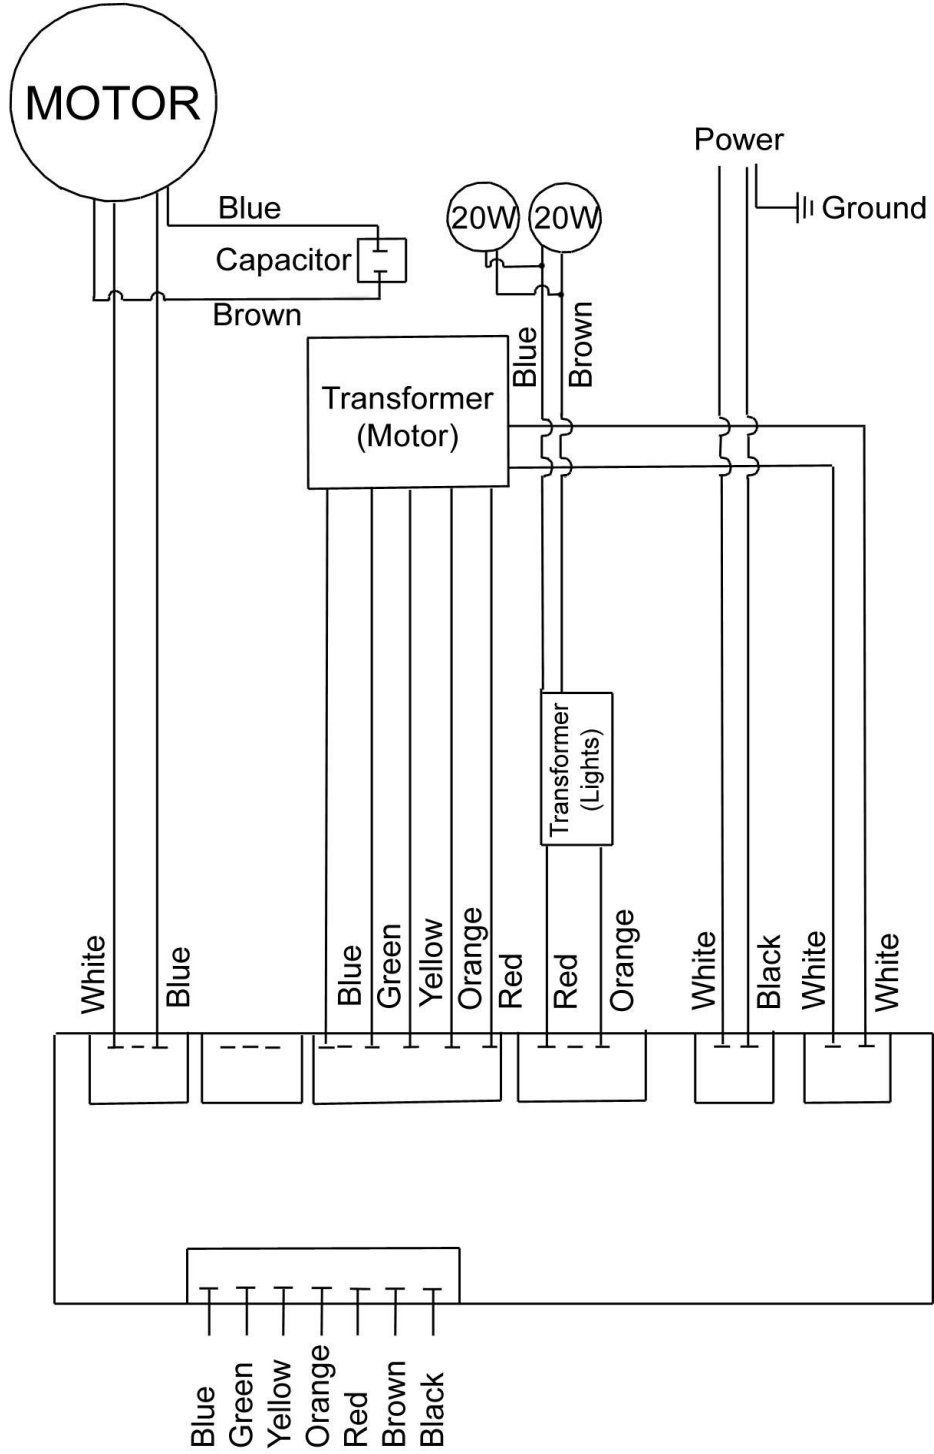 MOTOR
Power
Blue
20W
20W
Ground
Capacitor
Brown
Blue
Brown
Transformer
(Motor)
Transformer
(Lights)
White
Blue
Blue
Green
Yellow
Orange
Red
Red
Orange
White
Black
White
White
Blue
Green
Yellow
Orange
Red
Brown
Black